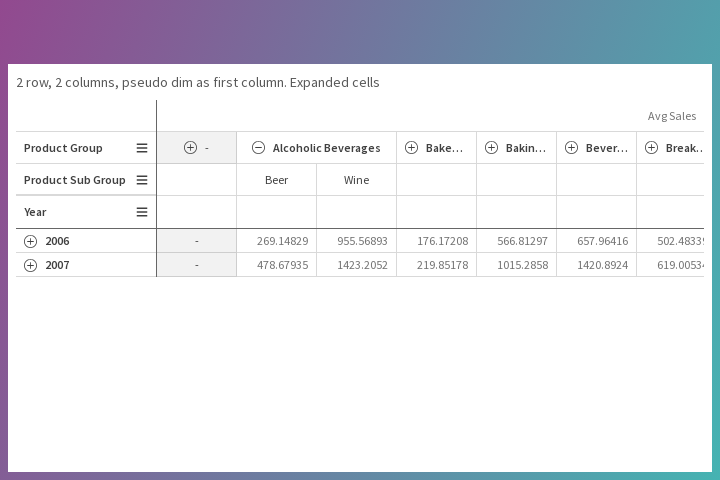 2 row, 2 columns, pseudo dim as first column. Expanded cells
Avg Sales
Product Group - Alcoholic Beverages Bake... Bakin... Bever... Break...
Product Sub Group Beer Wine
Year
2006 - 269.14829 955.56893 176.17208 566.81297 657.96416 502.4833
2007 - 478.67935 1423.2052 219.85178 1015.2858 1420.8924 619.0053